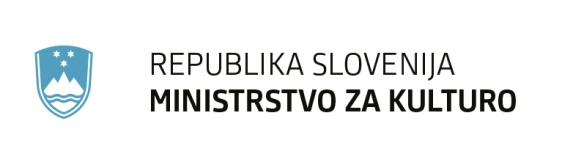 REPUBLIKA SLOVENIJA
MINISTRSTVO ZA KULTURO